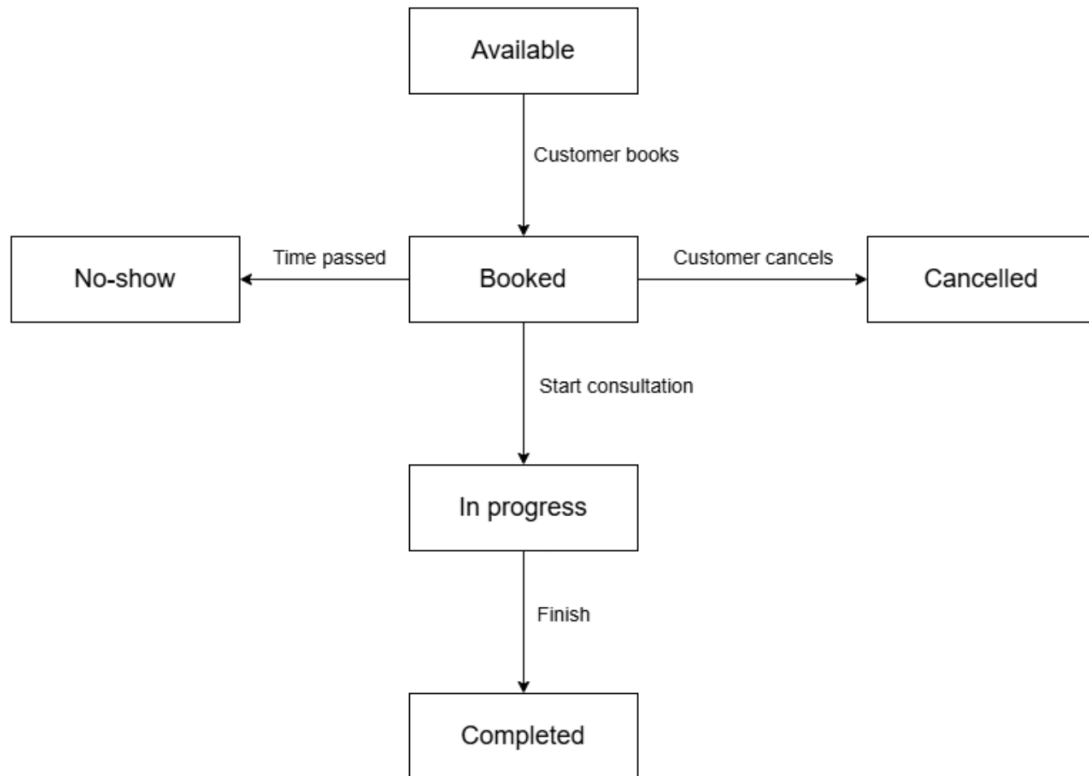 Available
Customer books
No-show
Time passed
Booked
Customer cancels
Cancelled
Start consultation
In progress
Finish
Completed